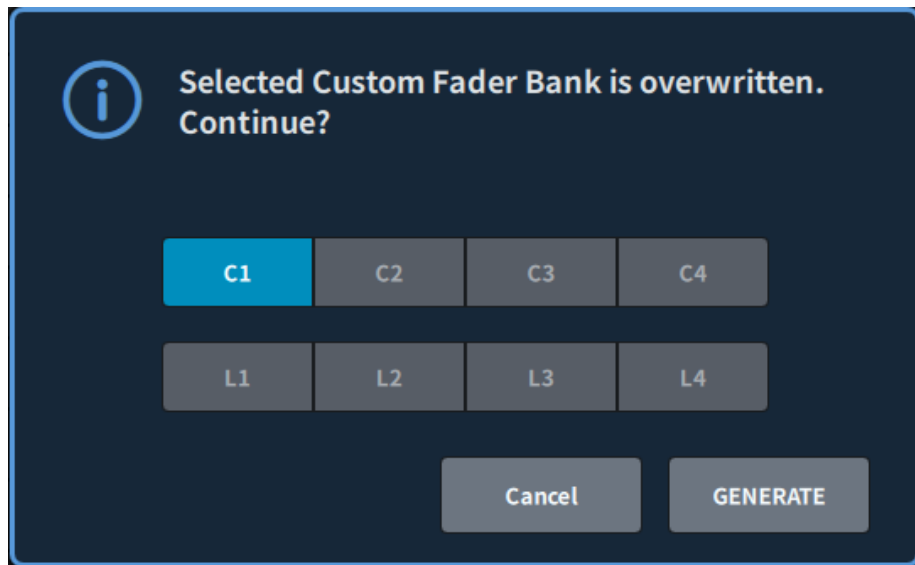 Selected Custom Fader Bank is overwritten.
Continue?
C1 C2 C3 C4
L1 L2 L3 L4
Cancel GENERATE